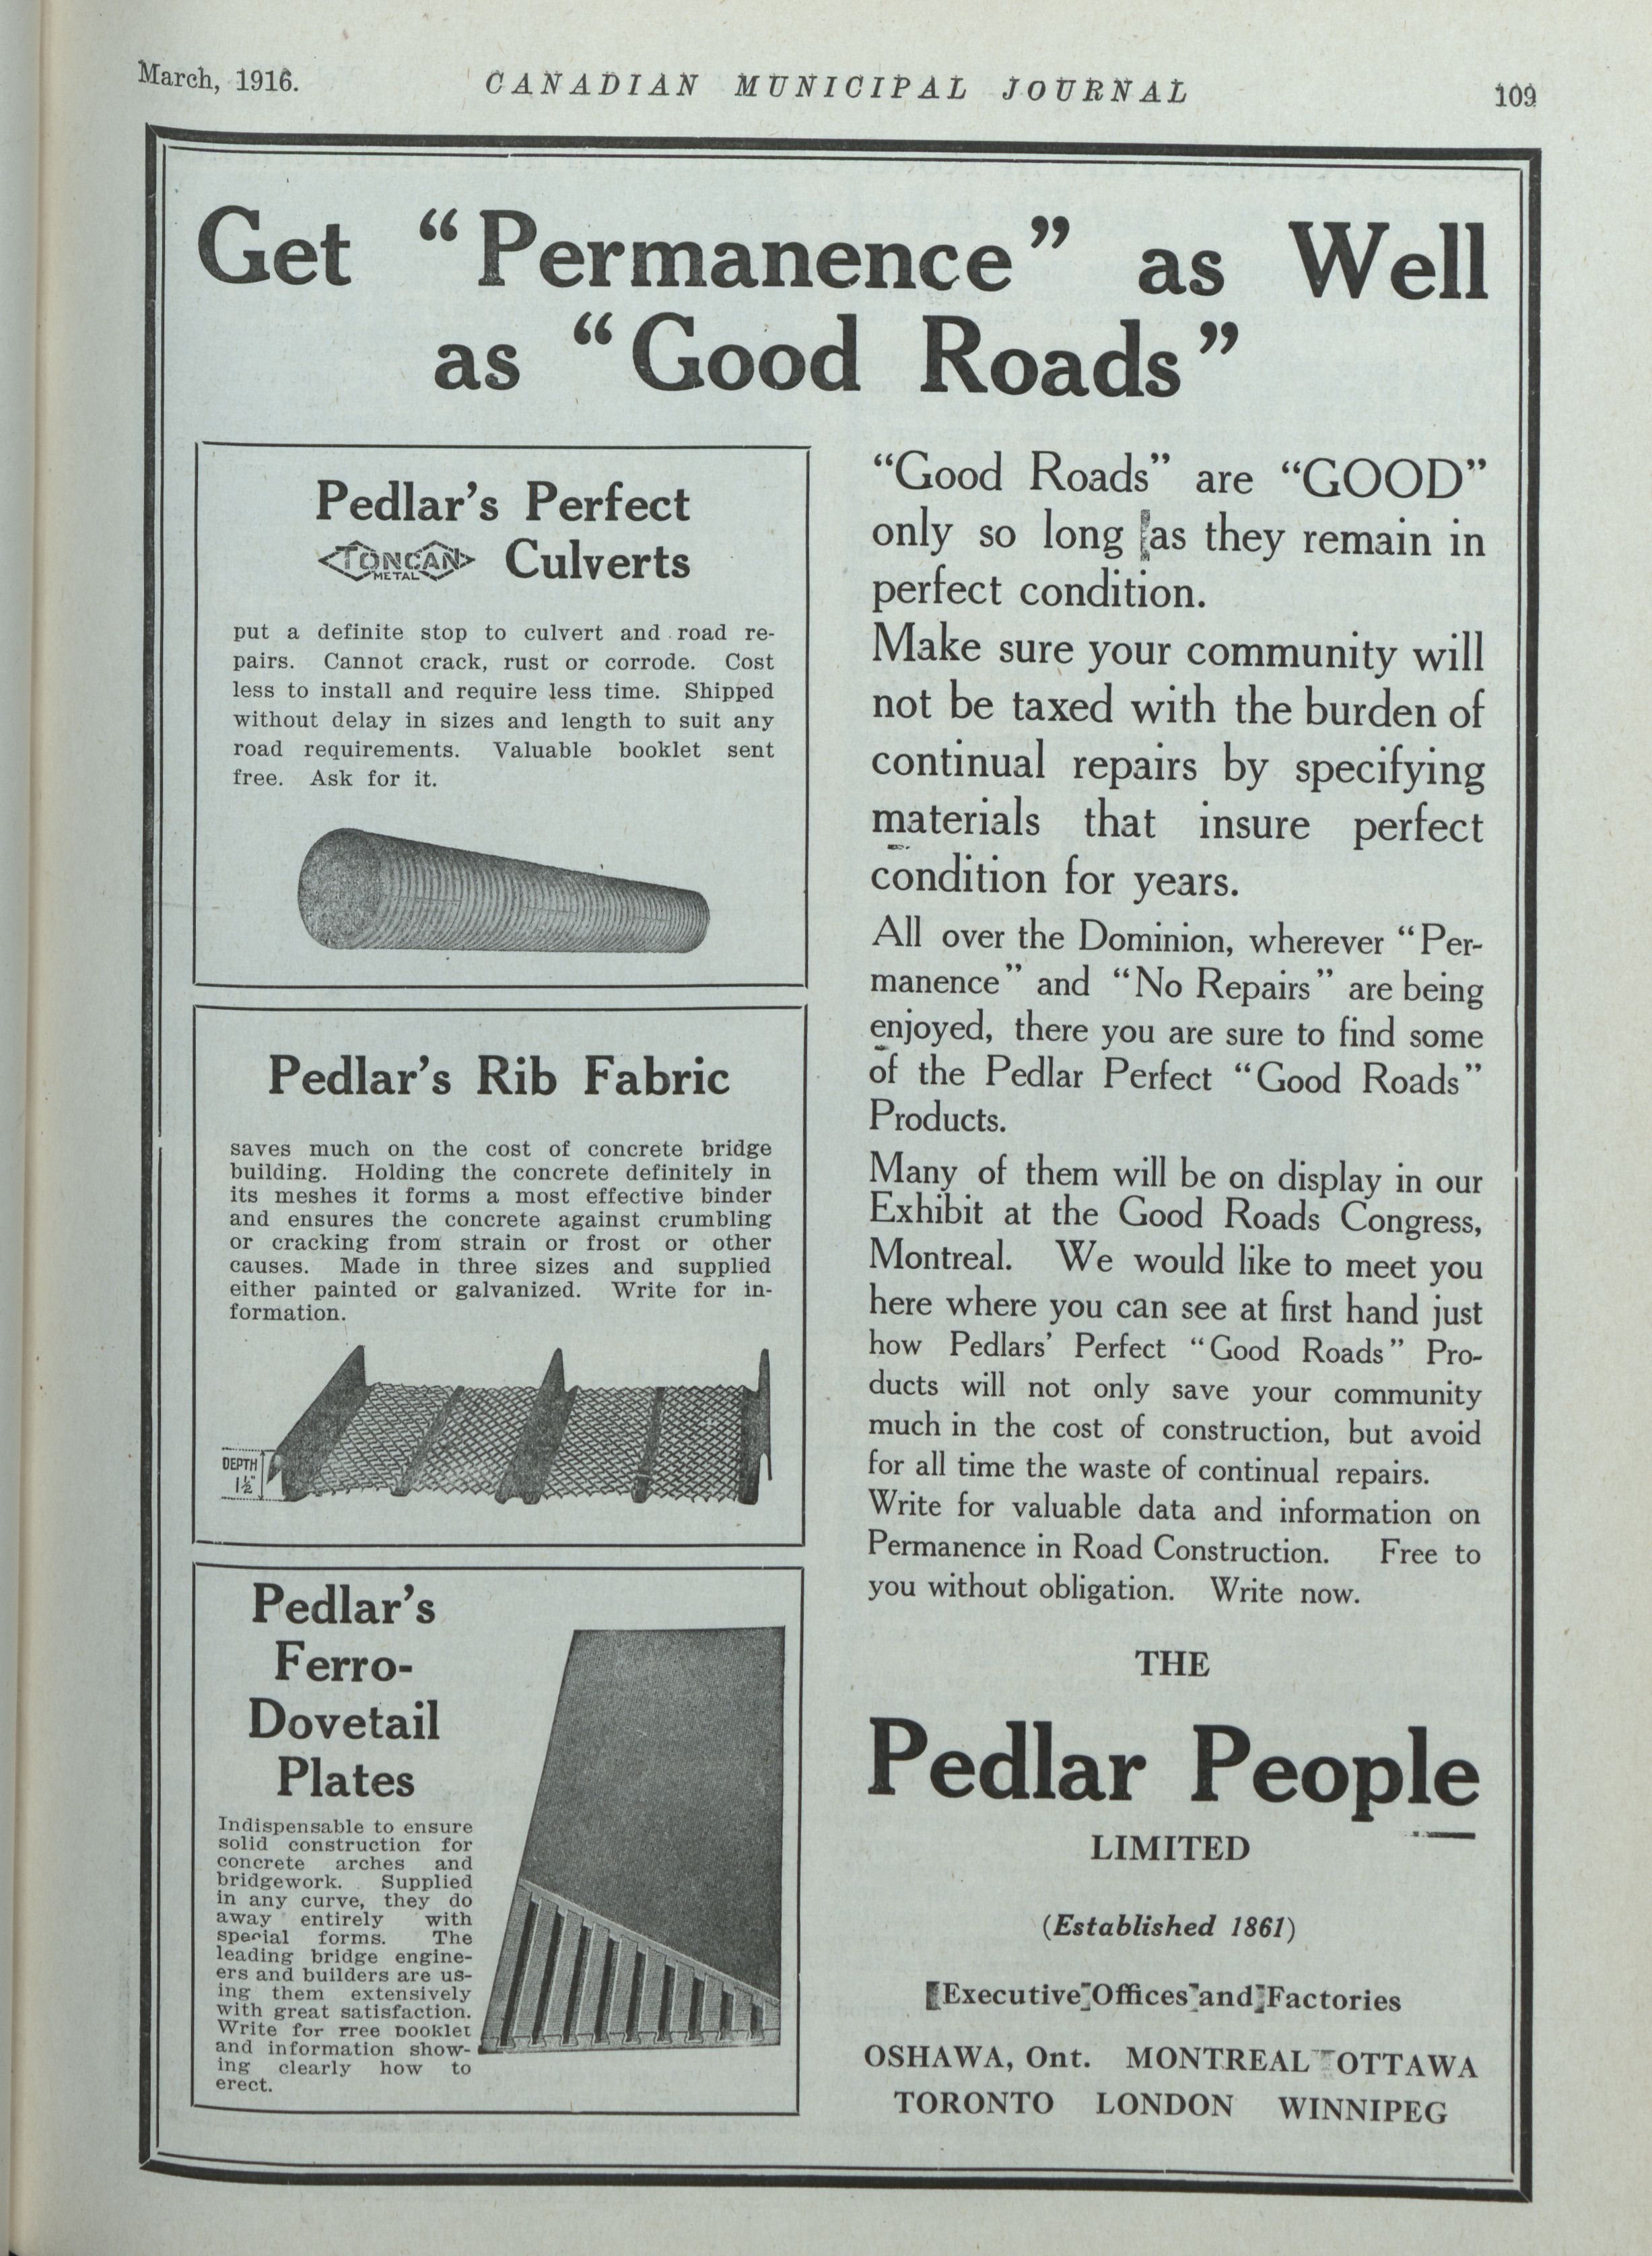 March, 1916.
CANADIAN MUNICIPAL JOURNAL
109
Get “Permanence” as Well
as “Good Roads”
Pedlar’s Perfect
TONCAN METAL Culverts
put a definite stop to culvert and road re-
pairs. Cannot crack, rust or corrode. Cost
less to install and require less time. Shipped
without delay in sizes and length to suit any
road requirements. Valuable booklet sent
free. Ask for it.
Pedlar’s Rib Fabric
saves much on the cost of concrete bridge
building. Holding the concrete definitely in
its meshes it forms a most effective binder
and ensures the concrete against crumbling
or cracking from strain or frost or other
causes. Made in three sizes and supplied
either painted or galvanized. Write for in-
formation.
DEPTH
1½"
Pedlar’s
Ferro-
Dovetail
Plates
Indispensable to ensure
solid construction for
concrete arches and
bridgework. Supplied
in any curve, they do
away entirely with
special forms. The
leading bridge engine-
ers and builders are us-
ing them extensively
with great satisfaction.
Write for free booklet
and information show-
ing clearly how to
erect.
“Good Roads” are “GOOD”
only so long as they remain in
perfect condition.
Make sure your community will
not be taxed with the burden of
continual repairs by specifying
materials that insure perfect
condition for years.
All over the Dominion, wherever “Per-
manence” and “No Repairs” are being
enjoyed, there you are sure to find some
of the Pedlar Perfect “Good Roads”
Products.
Many of them will be on display in our
Exhibit at the Good Roads Congress,
Montreal. We would like to meet you
here where you can see at first hand just
how Pedlars’ Perfect “Good Roads” Pro-
ducts will not only save your community
much in the cost of construction, but avoid
for all time the waste of continual repairs.
Write for valuable data and information on
Permanence in Road Construction. Free to
you without obligation. Write now.
THE
Pedlar People
LIMITED
(Established 1861)
Executive Offices and Factories
OSHAWA, Ont. MONTREAL OTTAWA
TORONTO LONDON WINNIPEG